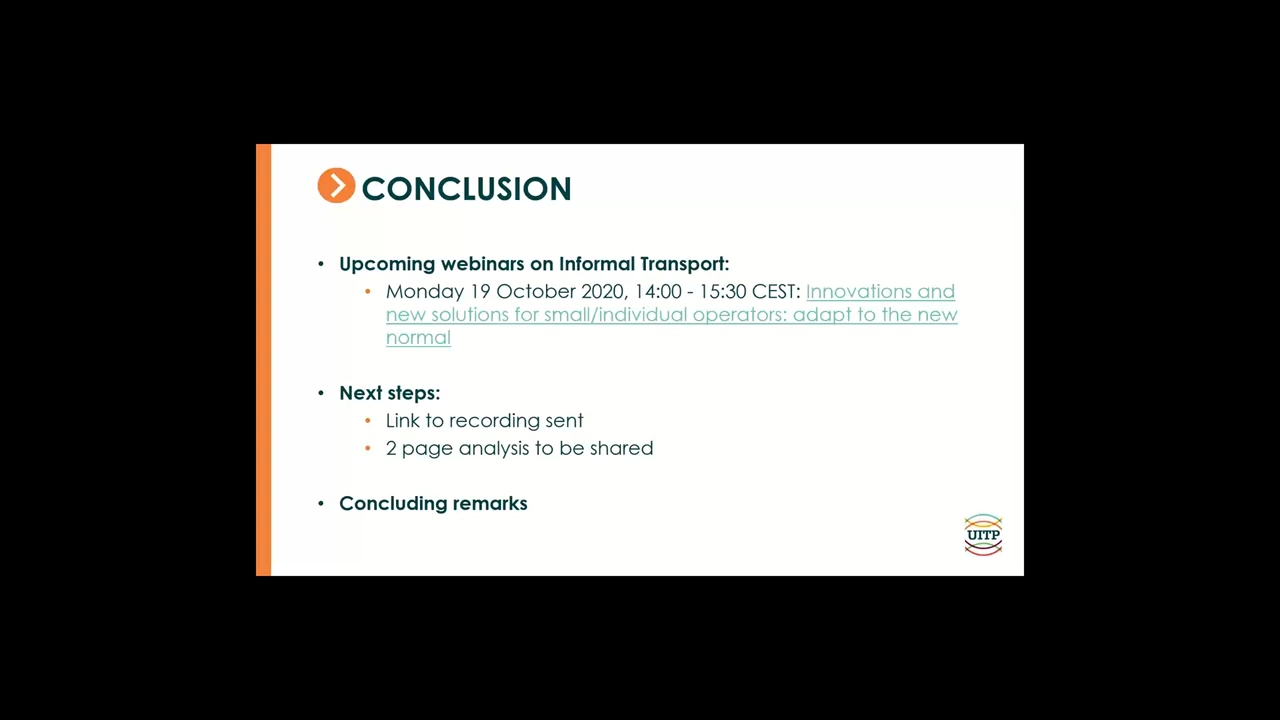 CONCLUSION
• Upcoming webinars on Informal Transport:
• Monday 19 October 2020, 14:00 - 15:30 CEST: Innovations and
new solutions for small/individual operators: adapt to the new
normal
• Next steps:
• Link to recording sent
• 2 page analysis to be shared
• Concluding remarks
UITP